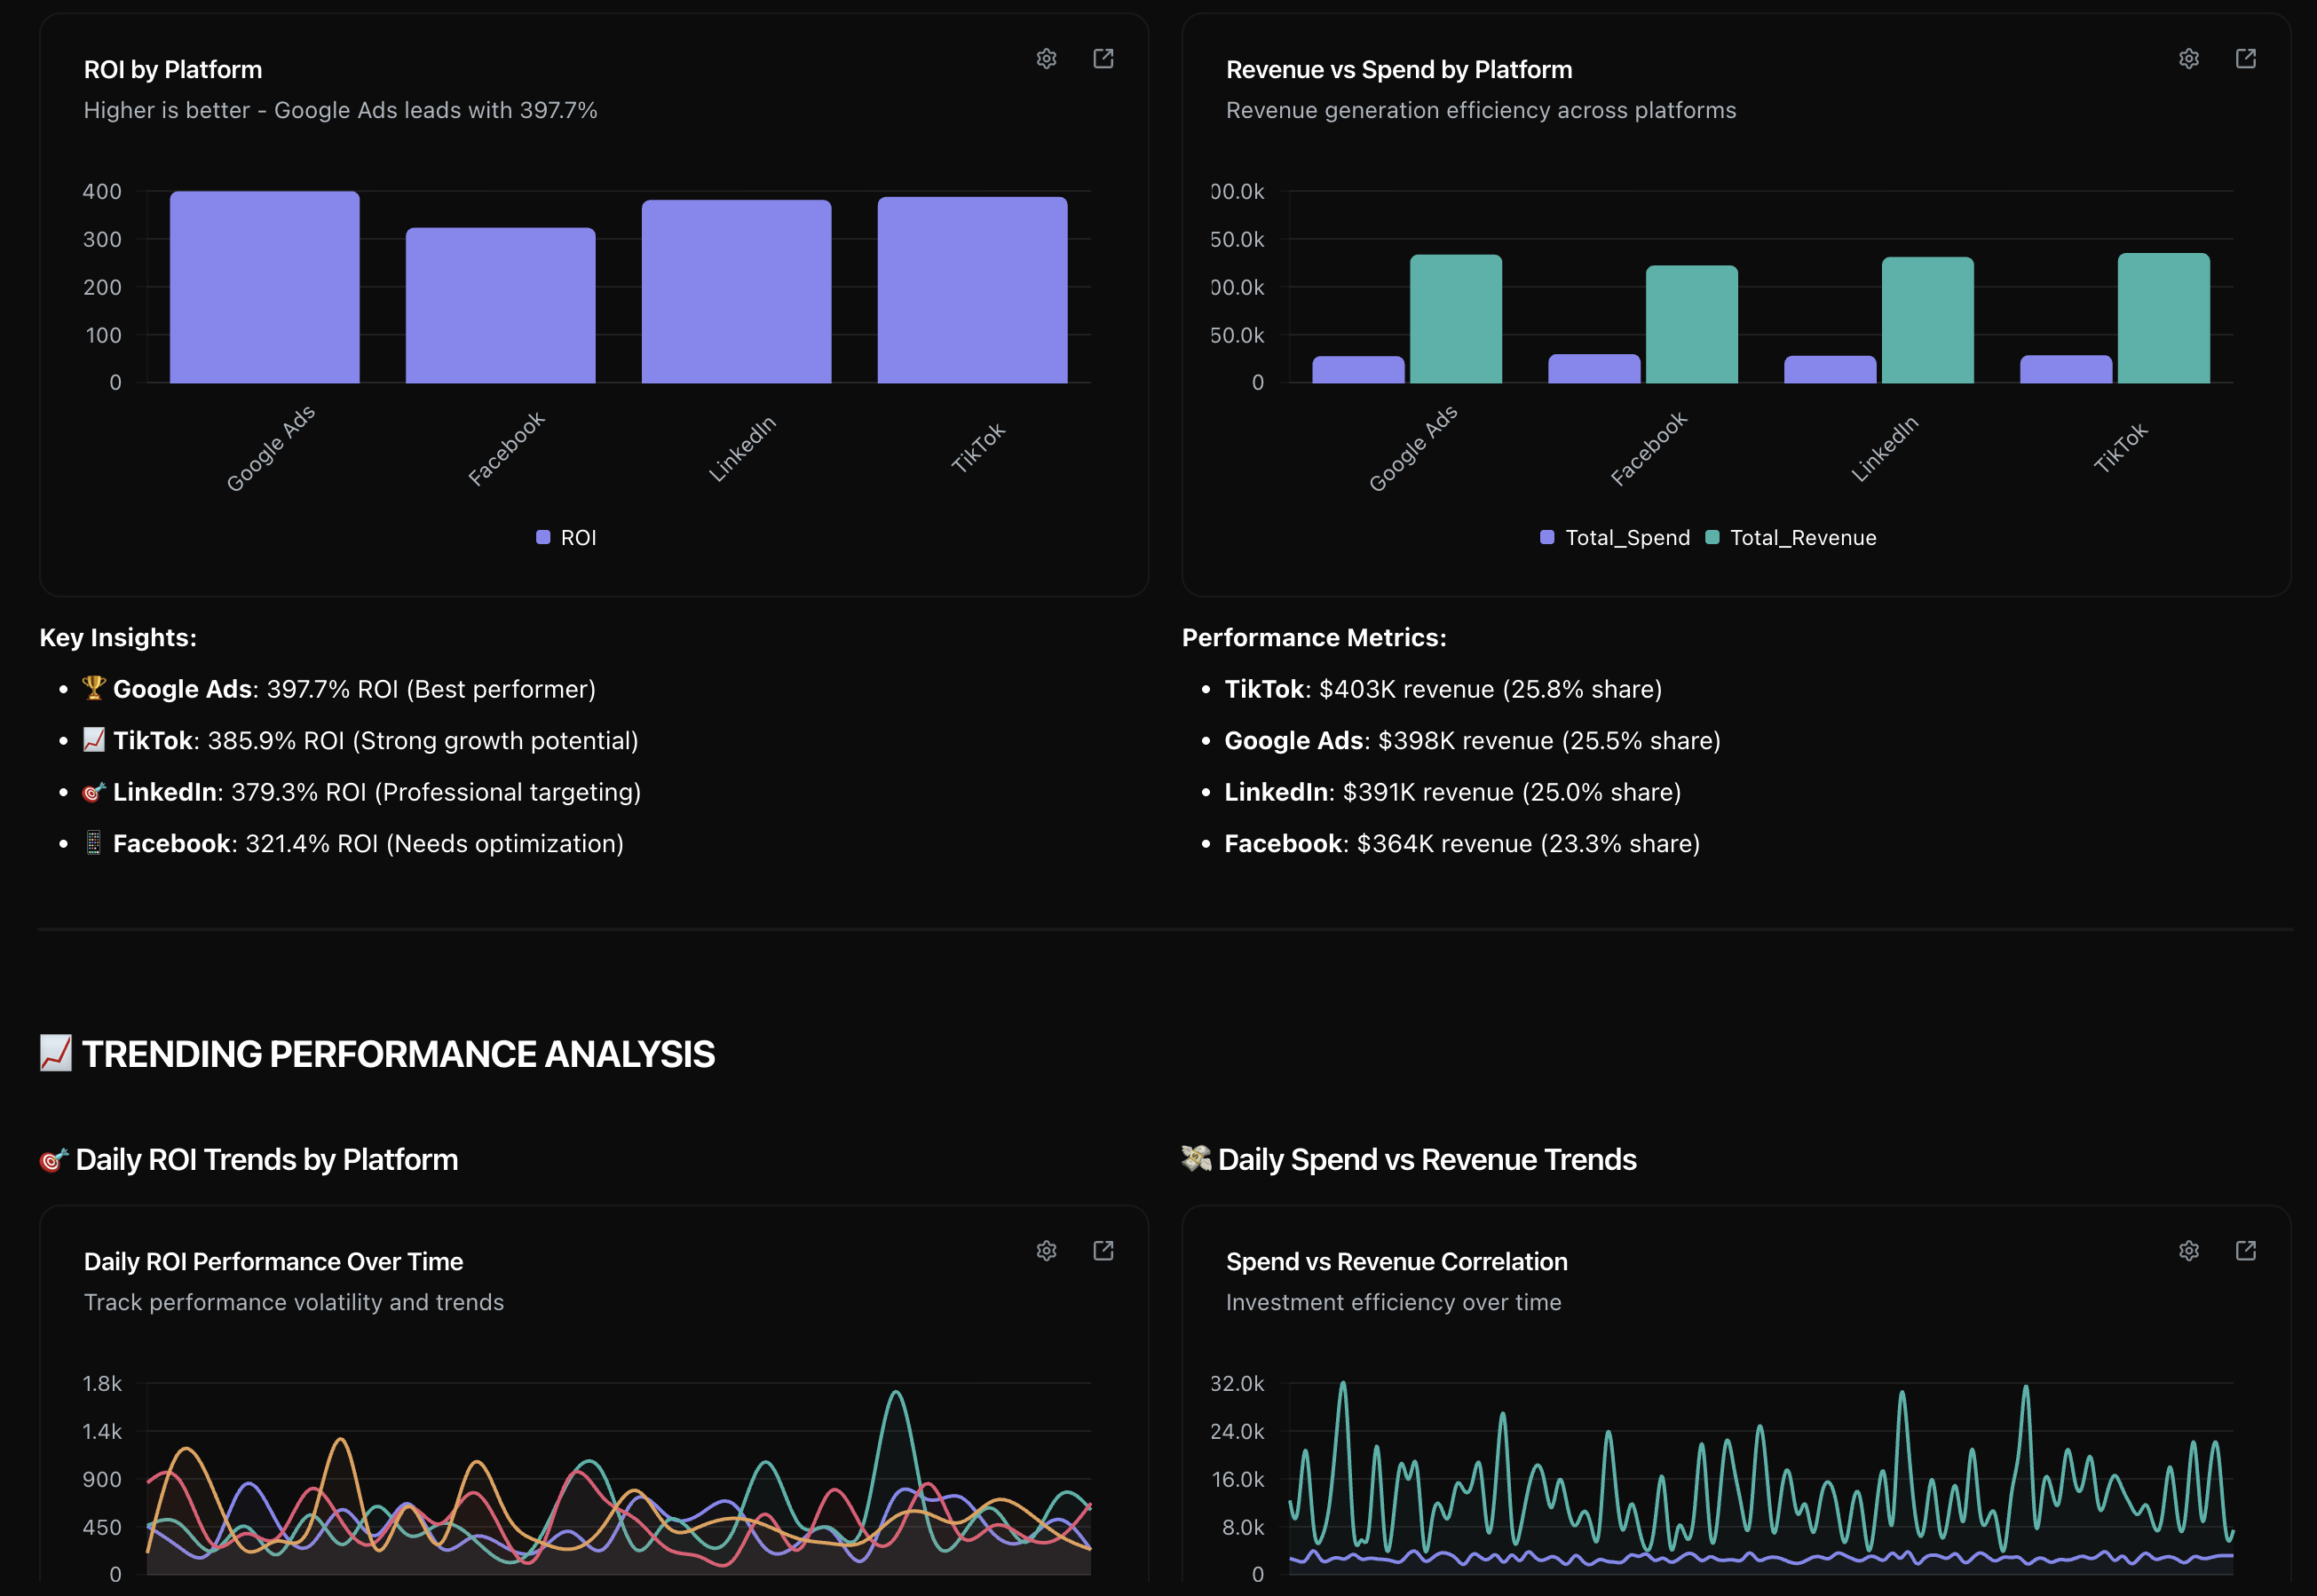 ROI by Platform
Higher is better - Google Ads leads with 397.7%
400
300
200
100
0
Google Ads
Facebook
LinkedIn
TikTok
ROI
Revenue vs Spend by Platform
Revenue generation efficiency across platforms
00.0k
50.0k
00.0k
50.0k
0
Google Ads
Facebook
LinkedIn
TikTok
Total_Spend Total_Revenue
Key Insights:
• 🏆 Google Ads: 397.7% ROI (Best performer)
• 📈 TikTok: 385.9% ROI (Strong growth potential)
• 🎯 LinkedIn: 379.3% ROI (Professional targeting)
• 📱 Facebook: 321.4% ROI (Needs optimization)
Performance Metrics:
• TikTok: $403K revenue (25.8% share)
• Google Ads: $398K revenue (25.5% share)
• LinkedIn: $391K revenue (25.0% share)
• Facebook: $364K revenue (23.3% share)
📈 TRENDING PERFORMANCE ANALYSIS
🎯 Daily ROI Trends by Platform
Daily ROI Performance Over Time
Track performance volatility and trends
1.8k
1.4k
900
450
0
💸 Daily Spend vs Revenue Trends
Spend vs Revenue Correlation
Investment efficiency over time
32.0k
24.0k
16.0k
8.0k
0